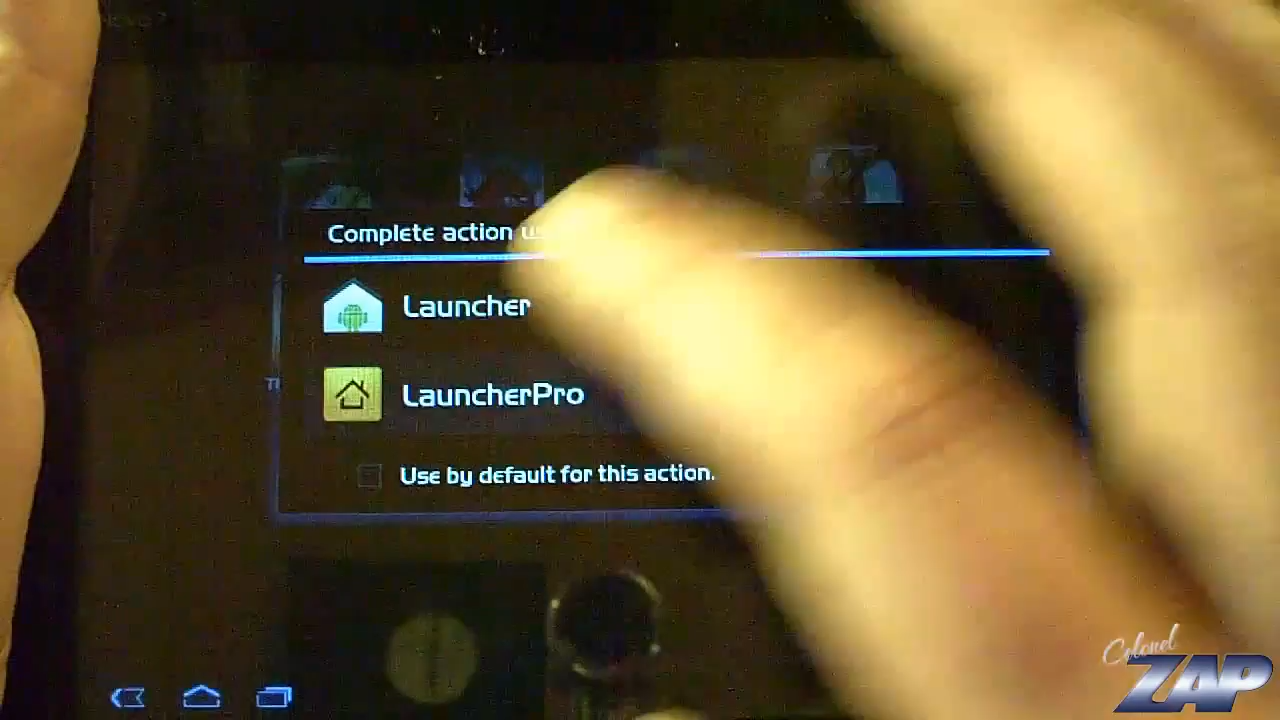 Complete action
Launcher
LauncherPro
Use by default for this action.
Colonel
ZAP